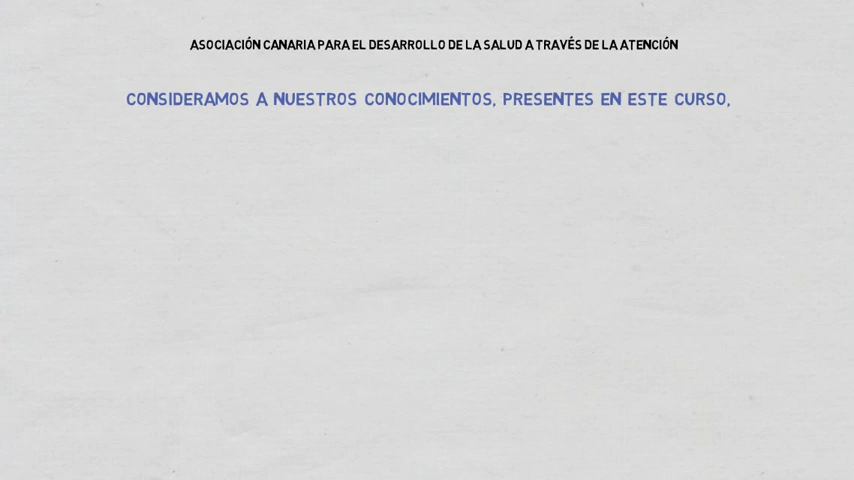 ASOCIACIÓN CANARIA PARA EL DESARROLLO DE LA SALUD A TRAVÉS DE LA ATENCIÓN
CONSIDERAMOS A NUESTROS CONOCIMIENTOS, PRESENTES EN ESTE CURSO,